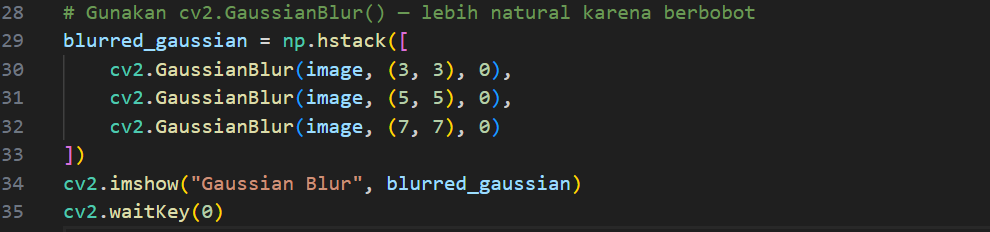 28 # Gunakan cv2.GaussianBlur() — lebih natural karena berbobot
29 blurred_gaussian = np.hstack([
30     cv2.GaussianBlur(image, (3, 3), 0),
31     cv2.GaussianBlur(image, (5, 5), 0),
32     cv2.GaussianBlur(image, (7, 7), 0)
33 ])
34 cv2.imshow("Gaussian Blur", blurred_gaussian)
35 cv2.waitKey(0)